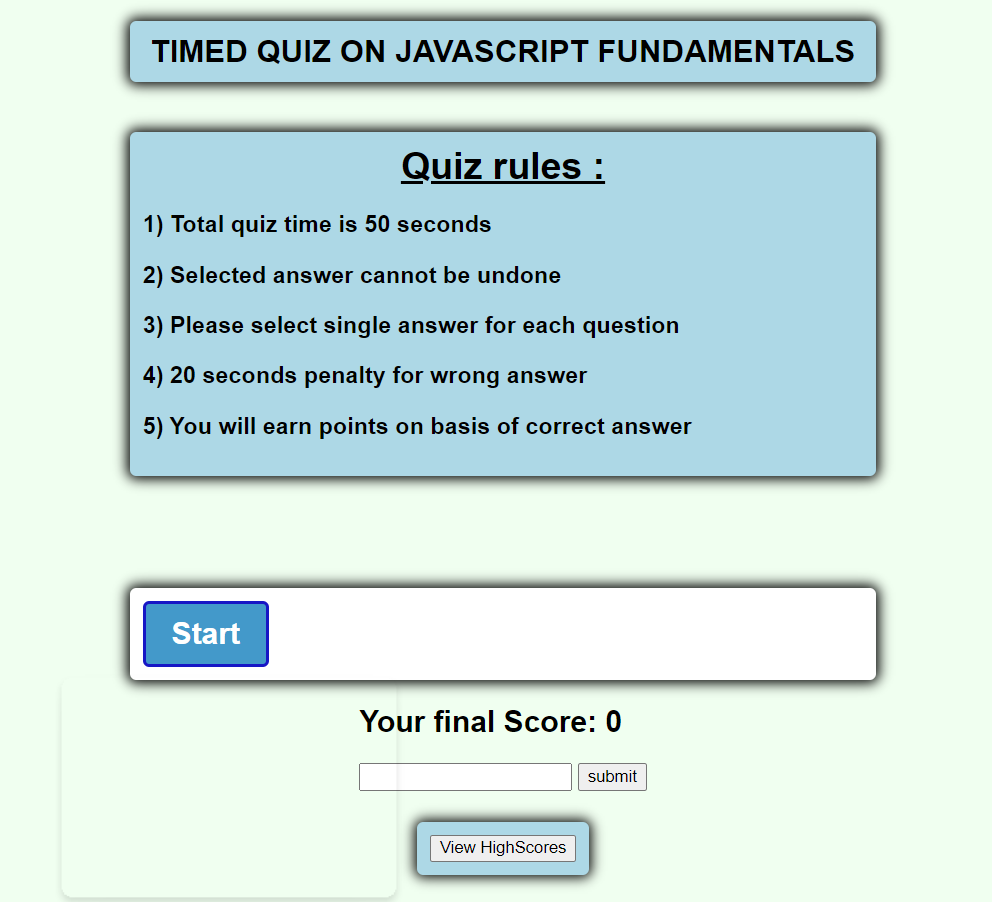 TIMED QUIZ ON JAVASCRIPT FUNDAMENTALS
Quiz rules :
1) Total quiz time is 50 seconds
2) Selected answer cannot be undone
3) Please select single answer for each question
4) 20 seconds penalty for wrong answer
5) You will earn points on basis of correct answer
Start
Your final Score: 0
submit
View HighScores